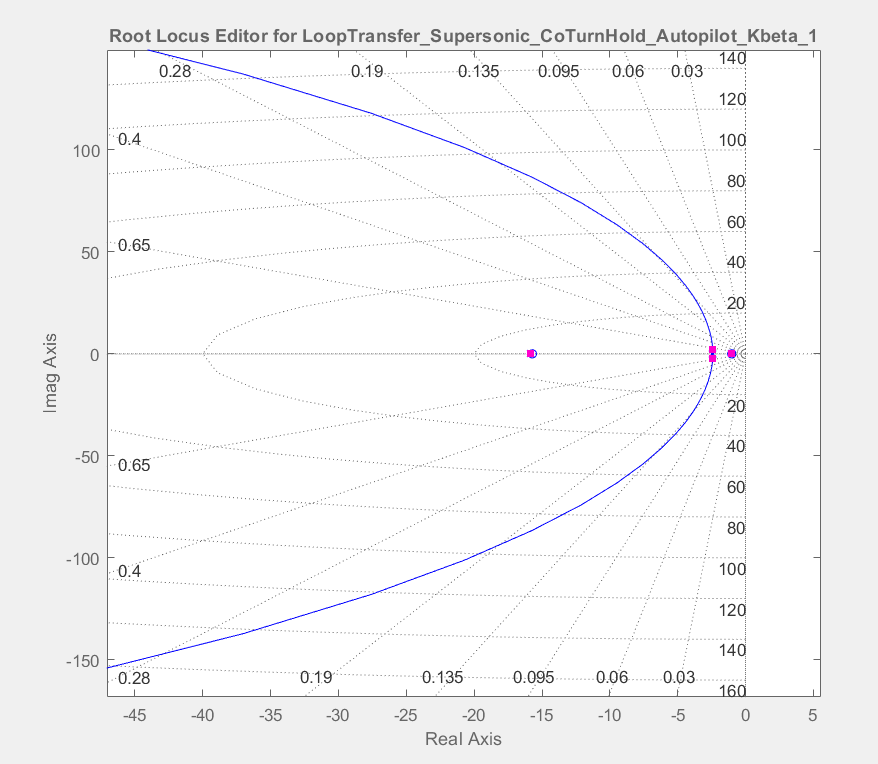 Root Locus Editor for LoopTransfer_Supersonic_CoTurnHold_Autopilot_Kbeta_1
140
0.28 0.19 0.135 0.095 0.06 0.03
120
0.4 100
100
80
60
0.65
50 40
20
0
20
40
-50 0.65
60
80
-100 0.4 100
120
140
-150 0.28 0.19 0.135 0.095 0.06 0.03
160
-45 -40 -35 -30 -25 -20 -15 -10 -5 0 5
Real Axis
Imag Axis